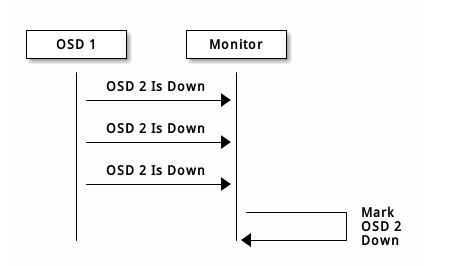 OSD 1
Monitor
OSD 2 Is Down
OSD 2 Is Down
OSD 2 Is Down
Mark
OSD 2
Down